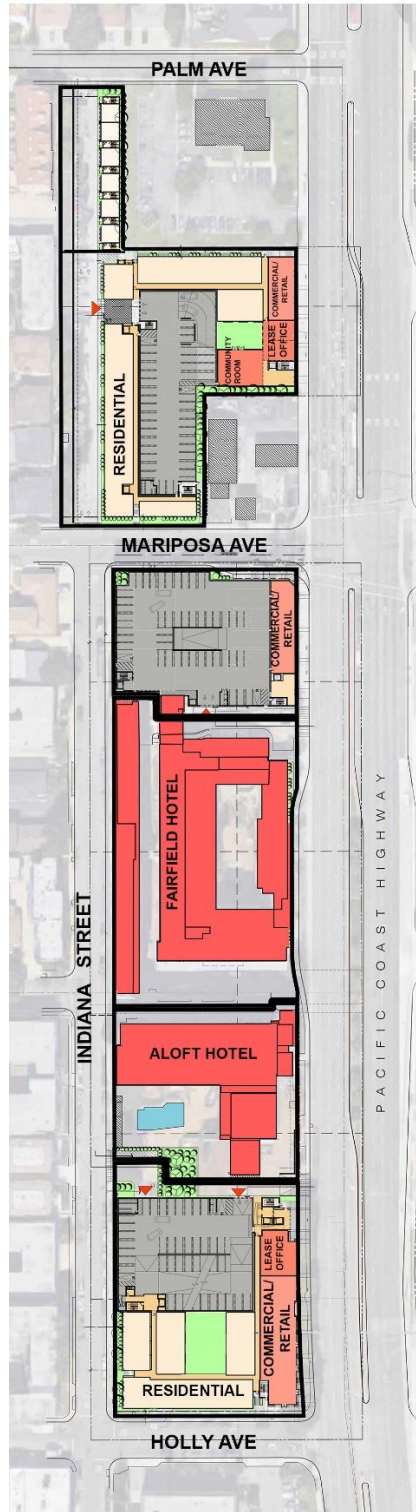 PALM AVE
COMMERCIAL/
RETAIL
LEASE
OFFICE
COMMUNITY
ROOM
RESIDENTIAL
MARIPOSA AVE
COMMERCIAL/
RETAIL
FAIRFIELD HOTEL
PACIFIC COAST HIGHWAY
INDIANA STREET
ALOFT HOTEL
LEASE
OFFICE
COMMERCIAL/
RETAIL
RESIDENTIAL
HOLLY AVE